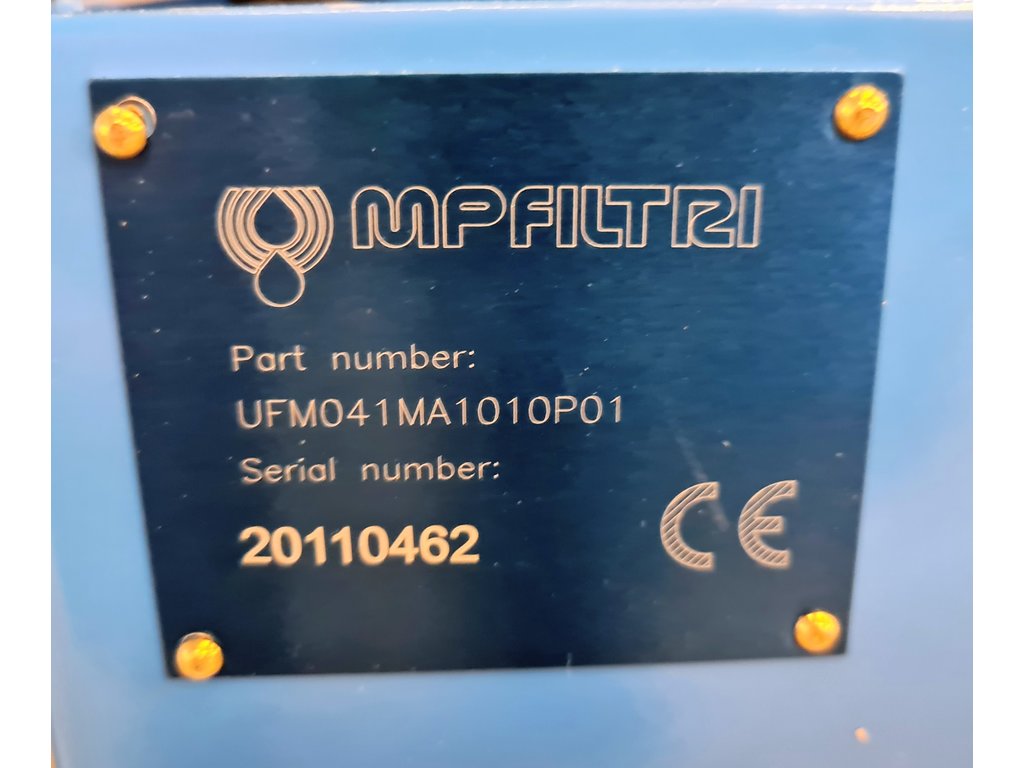 MPFILTRI
Part number:
UFM041MA1010P01
Serial number:
20110462
CE